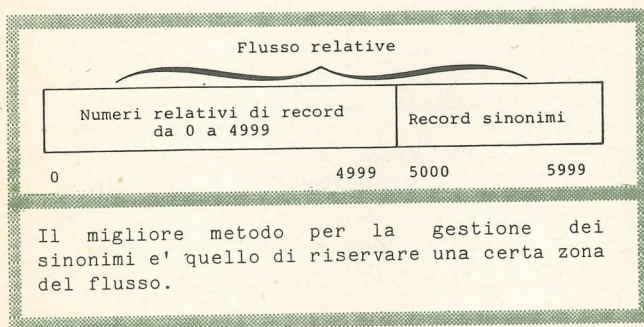 Flusso relative
Numeri relativi di record
da 0 a 4999
Record sinonimi
0 4999 5000 5999
Il migliore metodo per la gestione dei
sinonimi e' quello di riservare una certa zona
del flusso.